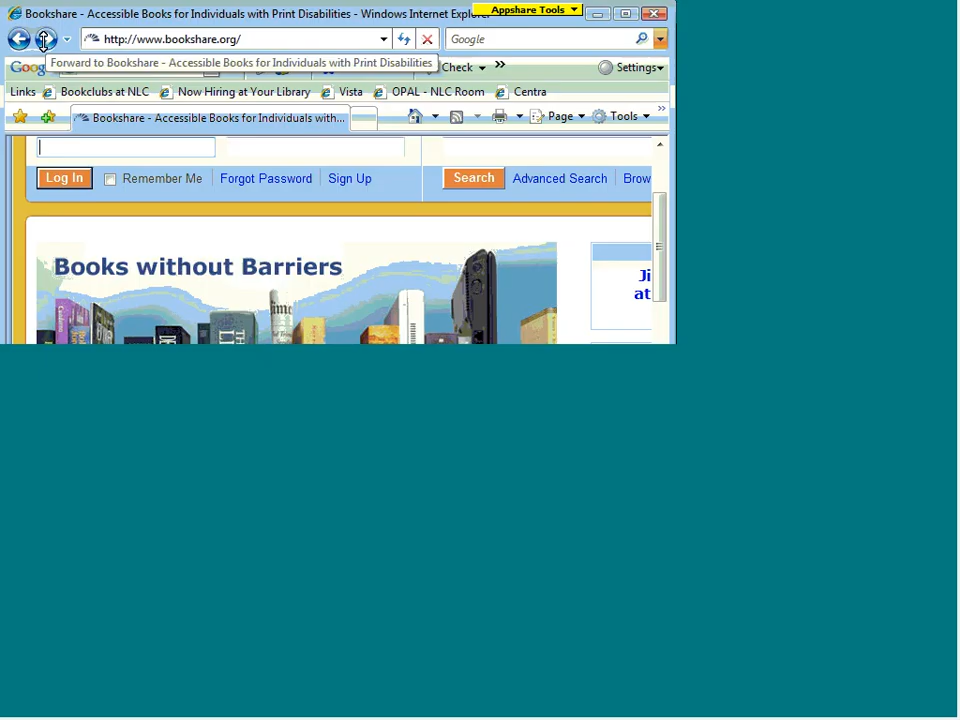 Bookshare - Accessible Books for Individuals with Print Disabilities - Windows Internet Explorer
Appshare Tools
http://www.bookshare.org/
Google
Forward to Bookshare - Accessible Books for Individuals with Print Disabilities
Goog
Check
Settings
Links
Bookclubs at NLC
Now Hiring at Your Library
Vista
OPAL - NLC Room
Centra
Bookshare - Accessible Books for Individuals with...
Page
Tools
Log In
Remember Me
Forgot Password
Sign Up
Search
Advanced Search
Brow
Books without Barriers
Ji
at